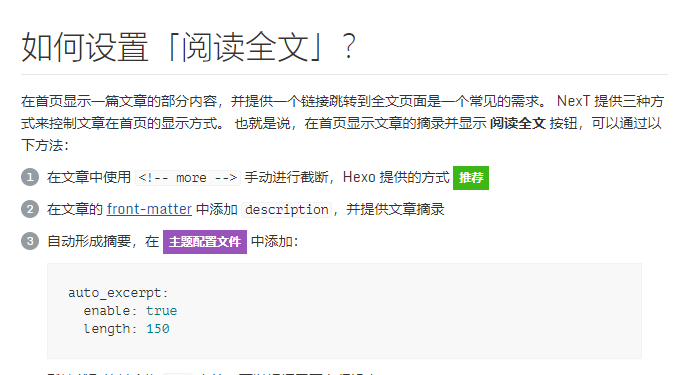 如何设置「阅读全文」？
在首页显示一篇文章的部分内容，并提供一个链接跳转到全文页面是一个常见的需求。 NexT 提供三种方
式来控制文章在首页的显示方式。 也就是说，在首页显示文章的摘录并显示 阅读全文 按钮，可以通过以
下方法：
1 在文章中使用 <!-- more --> 手动进行截断，Hexo 提供的方式 推荐
2 在文章的 front-matter 中添加 description，并提供文章摘录
3 自动形成摘要，在 主题配置文件 中添加：
auto_excerpt:
  enable: true
  length: 150